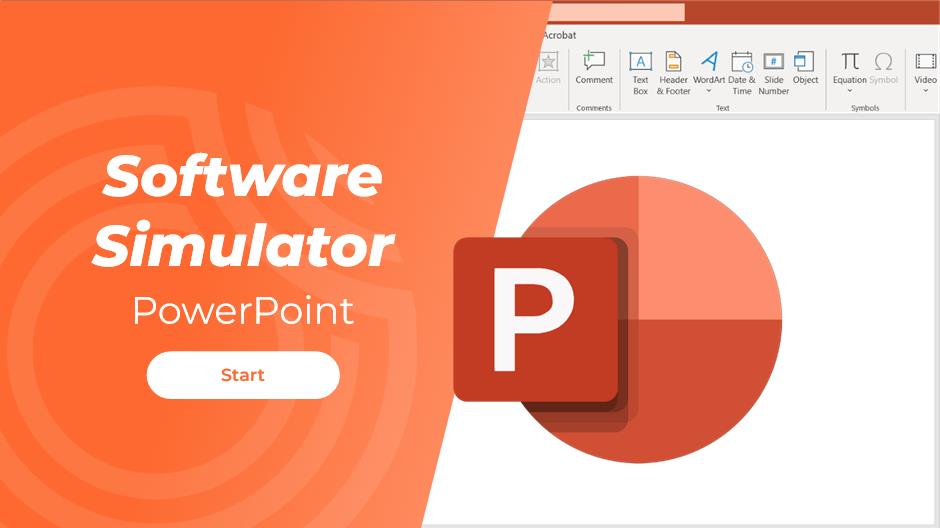 Software
Simulator
PowerPoint
Start
Acrobat
Action
Comment
Comments
Text
Box
Header
& Footer
WordArt
Date &
Time
Slide
Number
Object
Text
Equation
Symbol
Symbols
Video
A
#
π
Ω
P